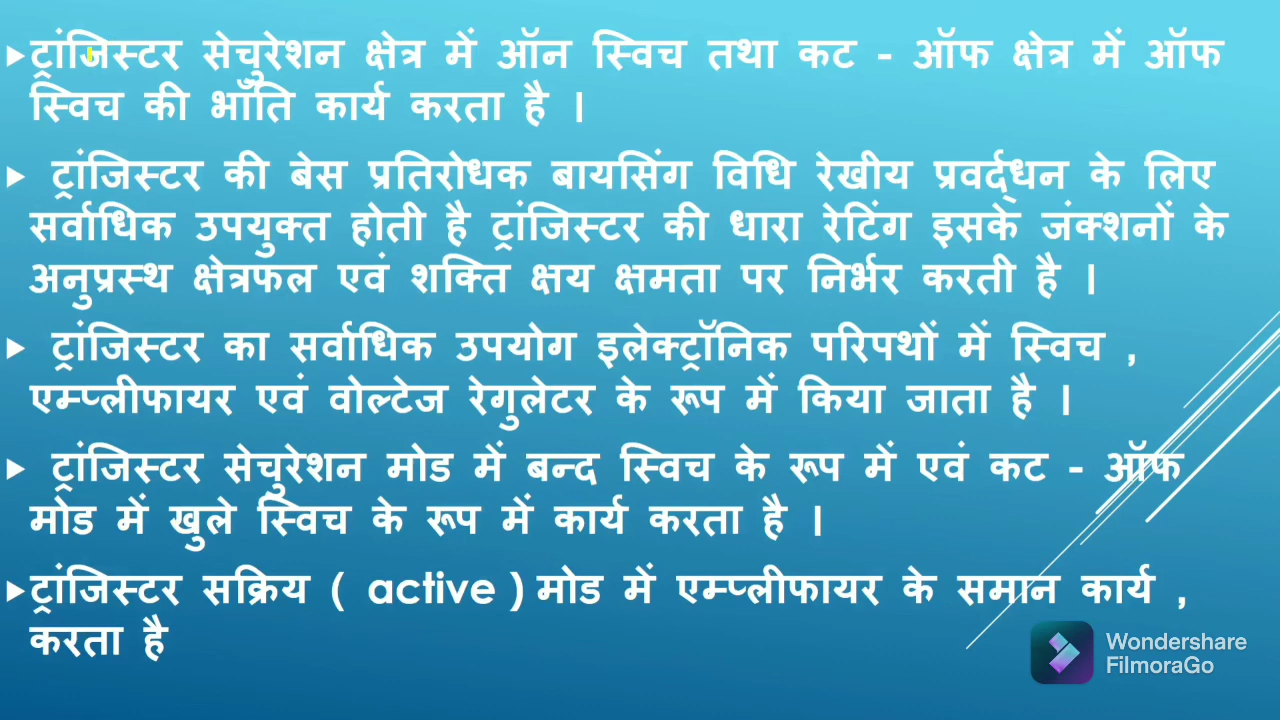 ट्रांजिस्टर सेचुरेशन क्षेत्र में ऑन स्विच तथा कट - ऑफ क्षेत्र में ऑफ
स्विच की भाँति कार्य करता है ।
ट्रांजिस्टर की बेस प्रतिरोधक बायसिंग विधि रेखीय प्रवर्द्धन के लिए
सर्वाधिक उपयुक्त होती है ट्रांजिस्टर की धारा रेटिंग इसके जंक्शनों के
अनुप्रस्थ क्षेत्रफल एवं शक्ति क्षय क्षमता पर निर्भर करती है ।
ट्रांजिस्टर का सर्वाधिक उपयोग इलेक्ट्रॉनिक परिपथों में स्विच ,
एम्प्लीफायर एवं वोल्टेज रेगुलेटर के रूप में किया जाता है ।
ट्रांजिस्टर सेचुरेशन मोड में बन्द स्विच के रूप में एवं कट - ऑफ
मोड में खुले स्विच के रूप में कार्य करता है ।
ट्रांजिस्टर सक्रिय ( active ) मोड में एम्प्लीफायर के समान कार्य ,
करता है
Wondershare
FilmoraGo